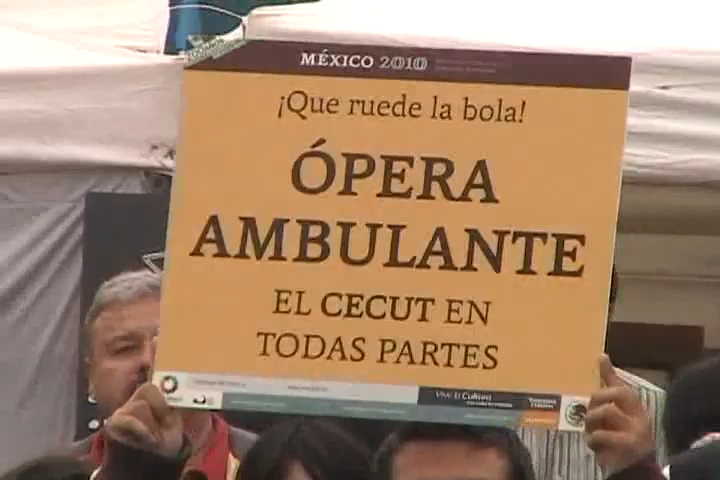 MÉXICO 2010
¡Que ruede la bola!
ÓPERA
AMBULANTE
EL CECUT EN
TODAS PARTES
Vive la Cultura